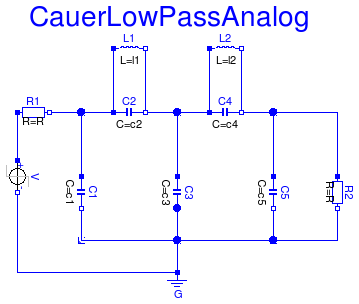 CauerLowPassAnalog
L1
L2
L=l1
L=l2
R1
C2
C4
R=R
C=c2
C=c4
V
C=c1
C1
C=c3
C3
C=c5
C5
R=R
R2
G